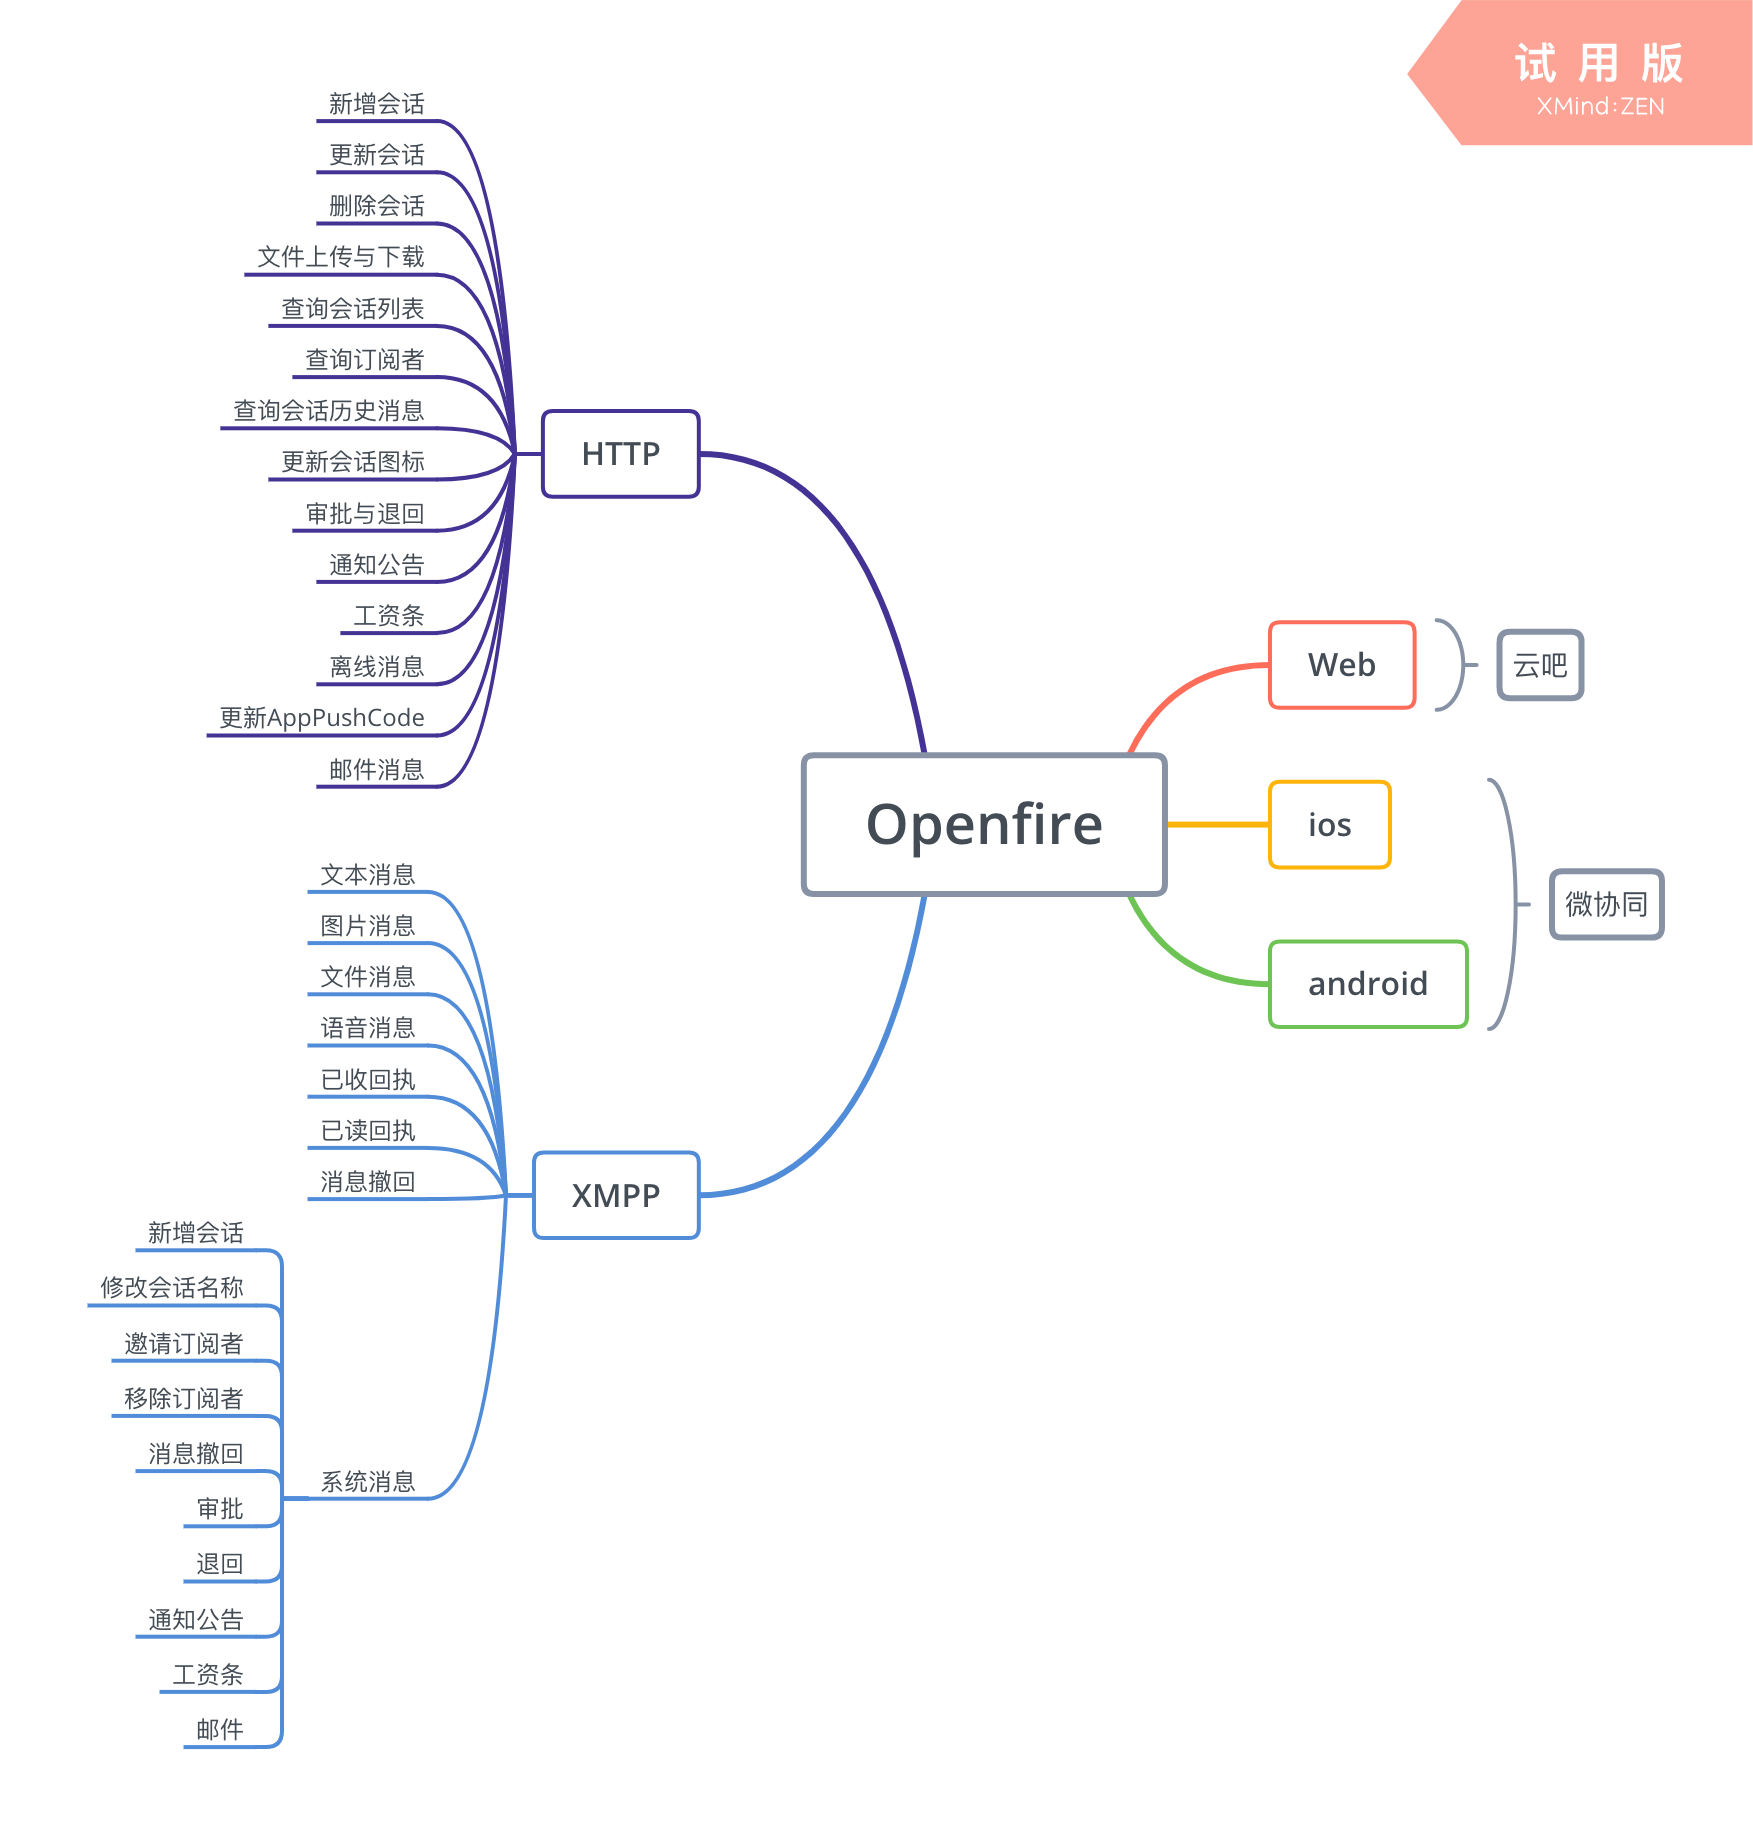 试用版
XMind:ZEN
新增会话
更新会话
删除会话
文件上传与下载
查询会话列表
查询订阅者
查询会话历史消息
更新会话图标
审批与退回
通知公告
工资条
离线消息
更新AppPushCode
邮件消息
HTTP
文本消息
图片消息
文件消息
语音消息
已收回执
已读回执
消息撤回
系统消息
XMPP
新增会话
修改会话名称
邀请订阅者
移除订阅者
消息撤回
审批
退回
通知公告
工资条
邮件
Openfire
Web
云吧
ios
android
微协同